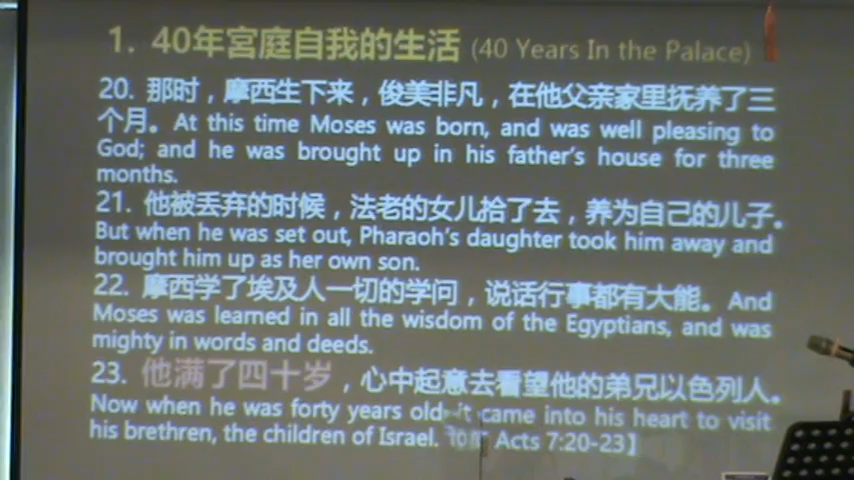 1. 40年宮庭自我的生活 (40 Years In the Palace)
20. 那时，摩西生下来，俊美非凡，在他父亲家里抚养了三
个月。At this time Moses was born, and was well pleasing to
God; and he was brought up in his father's house for three
months.
21. 他被丢弃的时候，法老的女儿拾了去，养为自己的儿子。
But when he was set out, Pharaoh's daughter took him away and
brought him up as her own son.
22. 摩西学了埃及人一切的学问，说话行事都有大能。And
Moses was learned in all the wisdom of the Egyptians, and was
mighty in words and deeds.
23. 他满了四十岁，心中起意去看望他的弟兄以色列人。
Now when he was forty years old it came into his heart to visit
his brethren, the children of Israel. Acts 7:20-23】